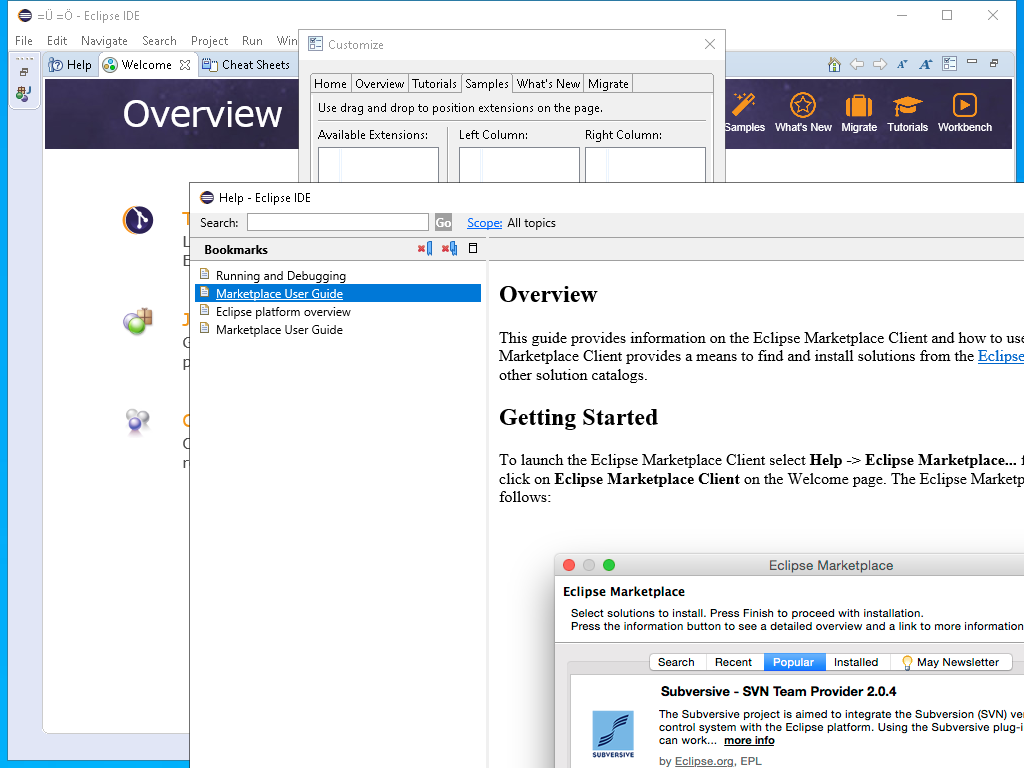 =Ü =Ö - Eclipse IDE
File Edit Navigate Search Project Run Win
Customize
Help Welcome Cheat Sheets
Home Overview Tutorials Samples What's New Migrate
Use drag and drop to position extensions on the page.
Available Extensions: Left Column: Right Column:
Overview
Samples What's New Migrate Tutorials Workbench
Help - Eclipse IDE
Search: Go Scope: All topics
Bookmarks
Running and Debugging
Marketplace User Guide
Eclipse platform overview
Marketplace User Guide
Overview
This guide provides information on the Eclipse Marketplace Client and how to use
Marketplace Client provides a means to find and install solutions from the Eclipse
other solution catalogs.
Getting Started
To launch the Eclipse Marketplace Client select Help -> Eclipse Marketplace...
click on Eclipse Marketplace Client on the Welcome page. The Eclipse Marketp
follows:
Eclipse Marketplace
Eclipse Marketplace
Select solutions to install. Press Finish to proceed with installation.
Press the information button to see a detailed overview and a link to more information
Search Recent Popular Installed May Newsletter
Subversive - SVN Team Provider 2.0.4
The Subversive project is aimed to integrate the Subversion (SVN) ve
control system with the Eclipse platform. Using the Subversive plug-i
can work... more info
SUBVERSIVE
by Eclipse.org, EPL